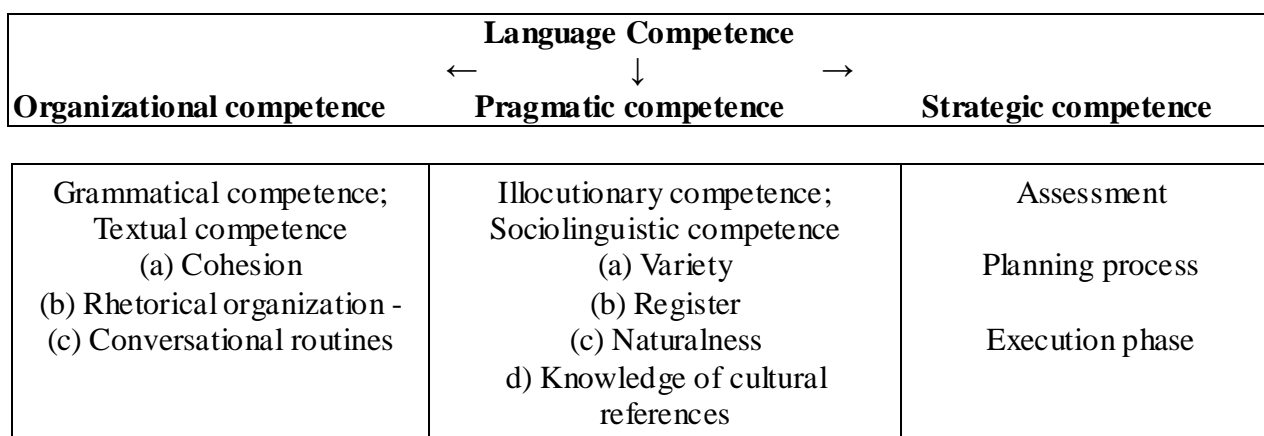 Language Competence
← ↓ →
Organizational competence Pragmatic competence Strategic competence
Grammatical competence;
Textual competence
(a) Cohesion
(b) Rhetorical organization -
(c) Conversational routines
Illocutionary competence;
Sociolinguistic competence
(a) Variety
(b) Register
(c) Naturalness
d) Knowledge of cultural
references
Assessment
Planning process
Execution phase